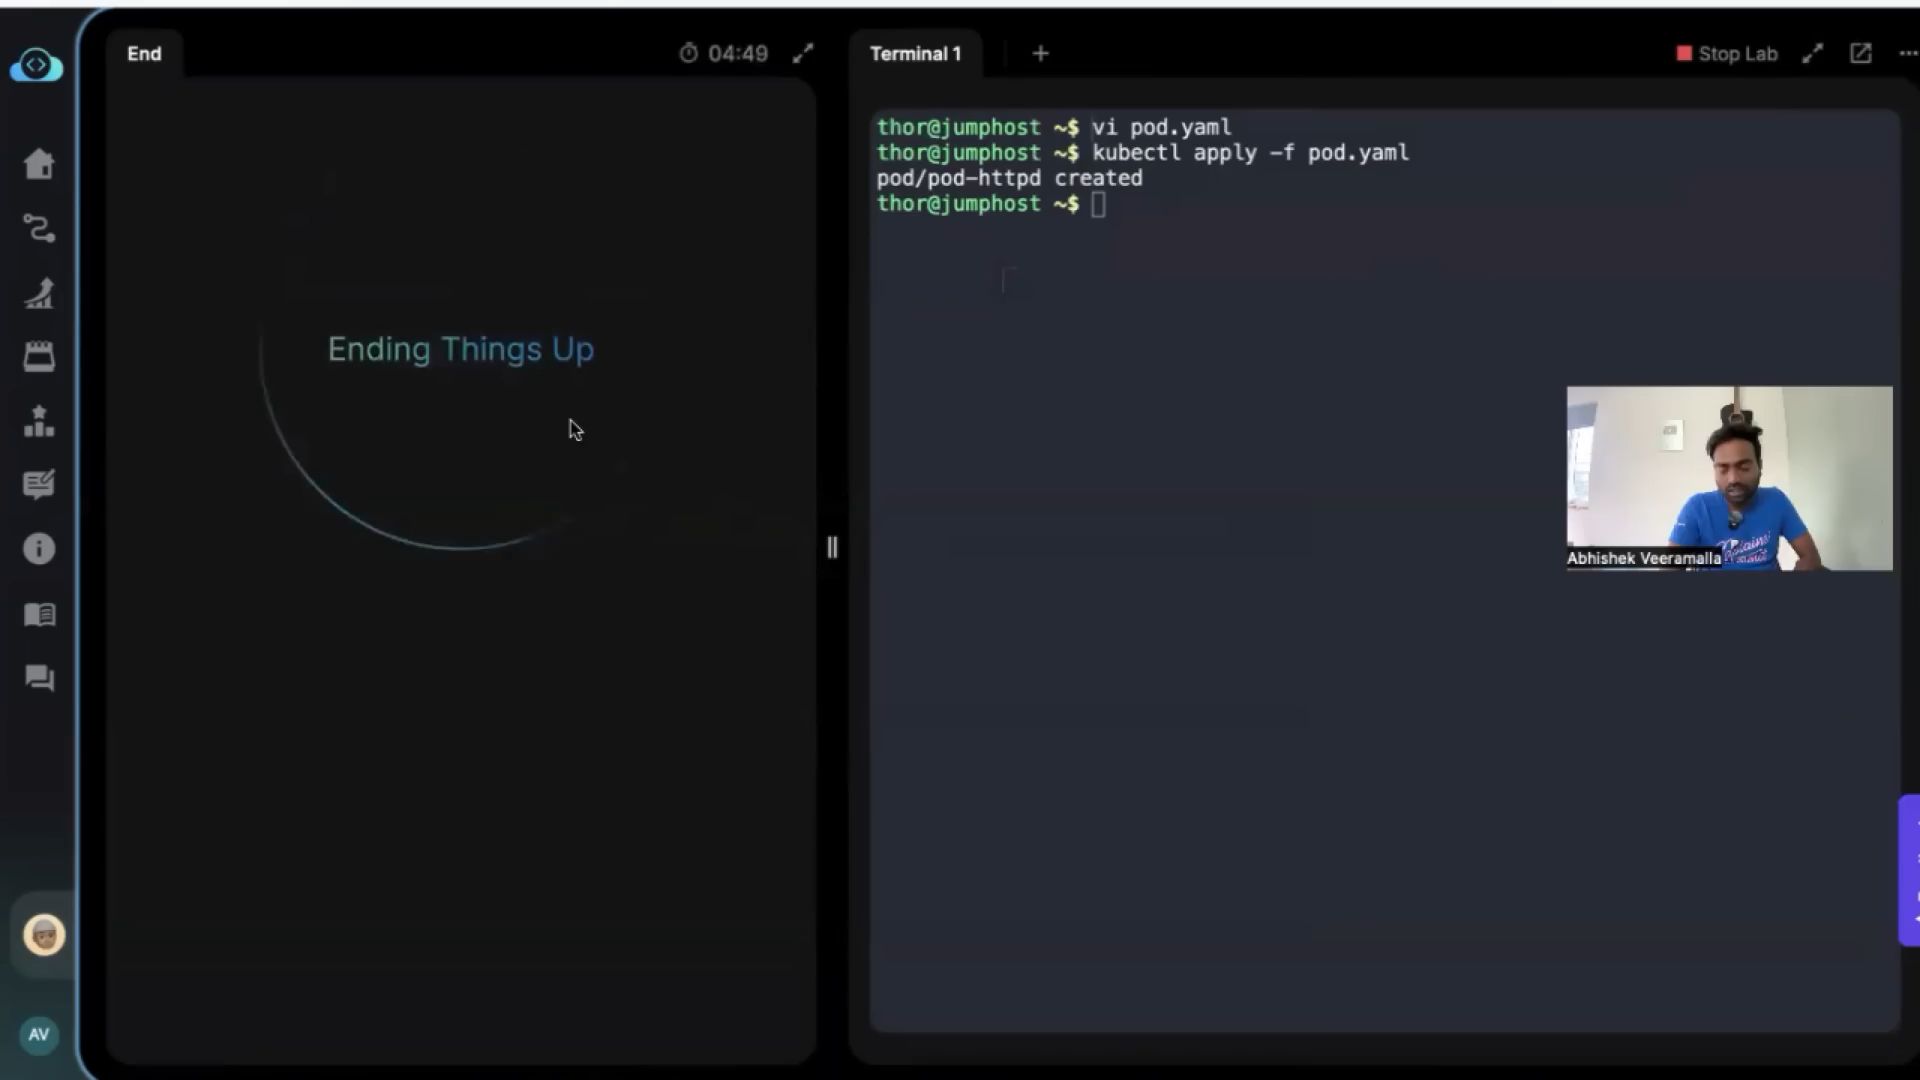 End
04:49
Terminal 1
+
Stop Lab
thor@jumphost ~$ vi pod.yaml
thor@jumphost ~$ kubectl apply -f pod.yaml
pod/pod-httpd created
thor@jumphost ~$
Ending Things Up
Abhishek Veeramalla
AV